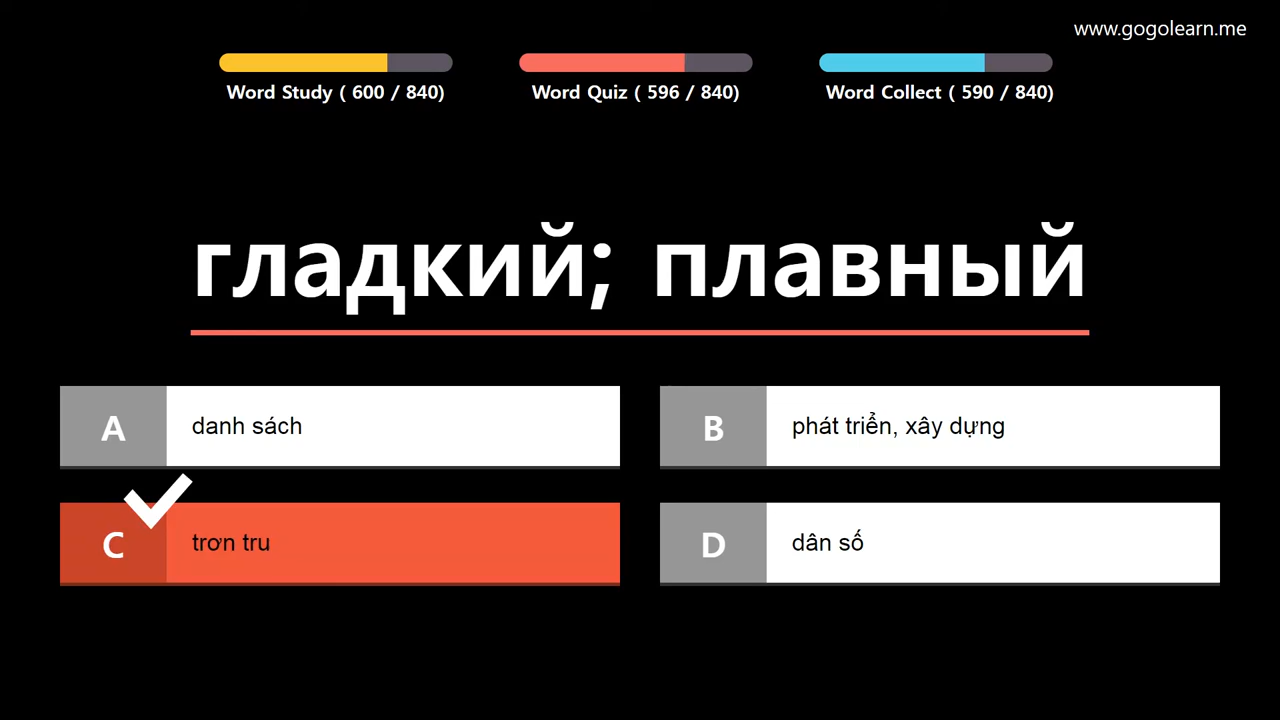 www.gogolearn.me
Word Study ( 600 / 840)
Word Quiz ( 596 / 840)
Word Collect ( 590 / 840)
гладкий; плавный
A danh sách
B phát triển, xây dựng
C trơn tru
D dân số